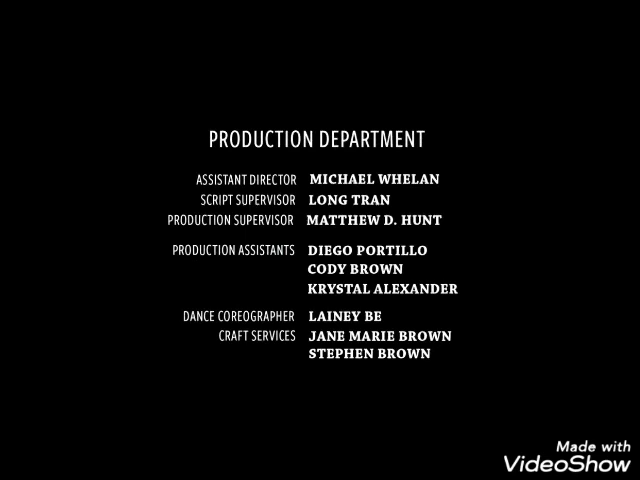 PRODUCTION DEPARTMENT
ASSISTANT DIRECTOR MICHAEL WHELAN
SCRIPT SUPERVISOR LONG TRAN
PRODUCTION SUPERVISOR MATTHEW D. HUNT
PRODUCTION ASSISTANTS DIEGO PORTILLO
CODY BROWN
KRYSTAL ALEXANDER
DANCE COREOGRAPHER LAINEY BE
CRAFT SERVICES JANE MARIE BROWN
STEPHEN BROWN
Made with
VideoShow